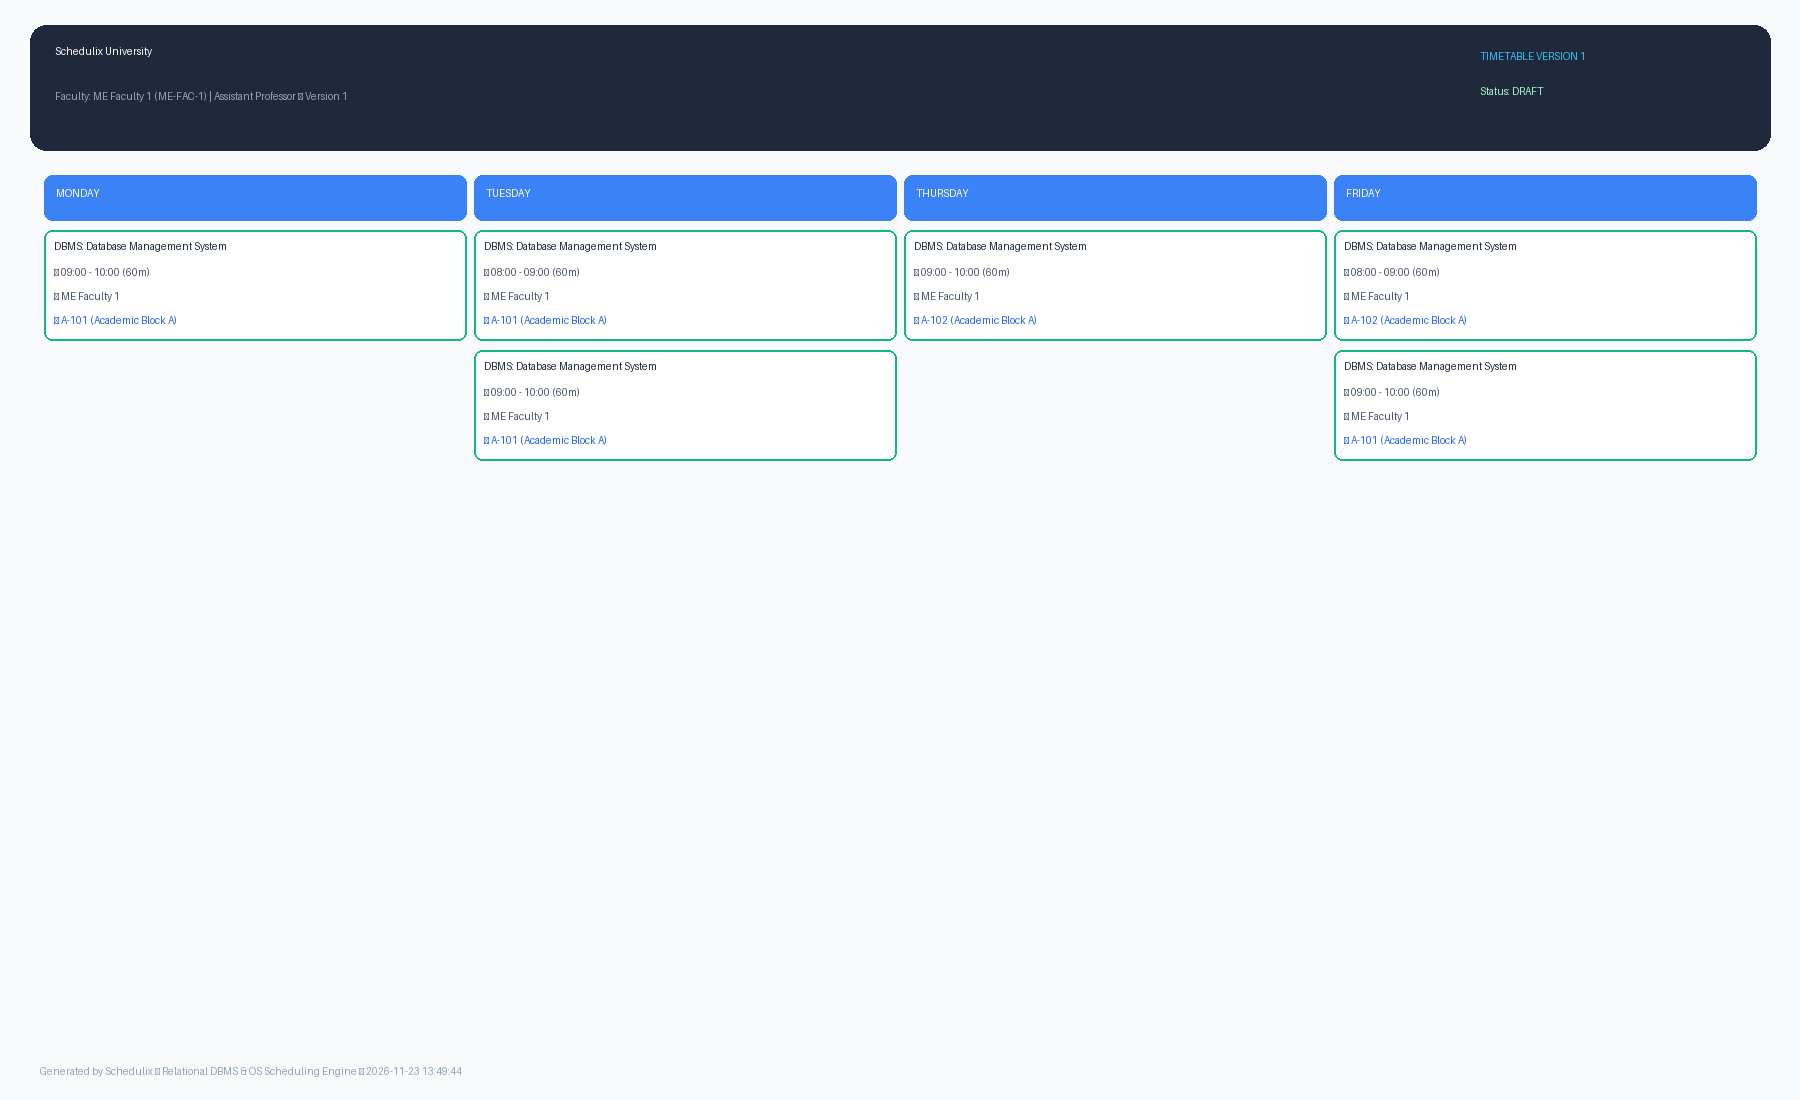 Schedulix University
TIMETABLE VERSION 1
Faculty: ME Faculty 1 (ME-FAC-1) | Assistant Professor Version 1
Status: DRAFT
MONDAY
DBMS: Database Management System
09:00 - 10:00 (60m)
ME Faculty 1
A-101 (Academic Block A)
TUESDAY
DBMS: Database Management System
08:00 - 09:00 (60m)
ME Faculty 1
A-101 (Academic Block A)
DBMS: Database Management System
09:00 - 10:00 (60m)
ME Faculty 1
A-101 (Academic Block A)
THURSDAY
DBMS: Database Management System
09:00 - 10:00 (60m)
ME Faculty 1
A-102 (Academic Block A)
FRIDAY
DBMS: Database Management System
08:00 - 09:00 (60m)
ME Faculty 1
A-102 (Academic Block A)
DBMS: Database Management System
09:00 - 10:00 (60m)
ME Faculty 1
A-101 (Academic Block A)
Generated by Schedulix Relational DBMS & OS Scheduling Engine 2026-11-23 13:49:44